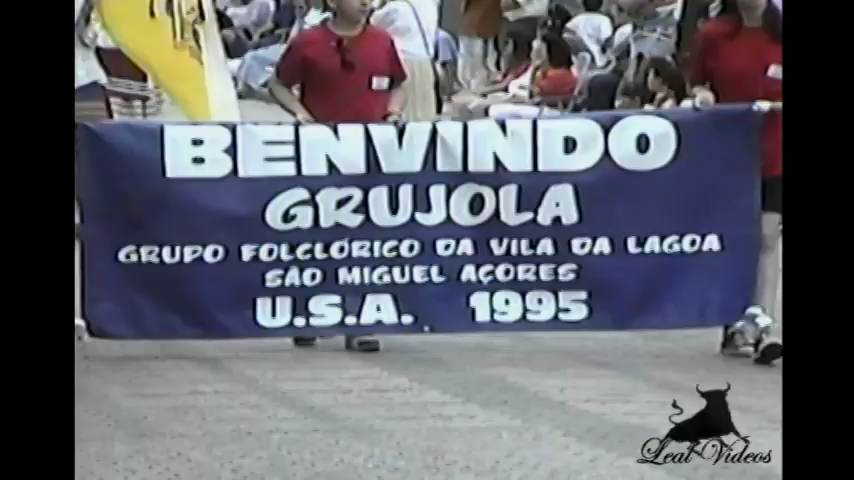 BENVINDO
GRUJOLA
GRUPO FOLCLÓRICO DA VILA DA LAGOA
SÃO MIGUEL AÇORES
U.S.A. 1995
Leal Videos